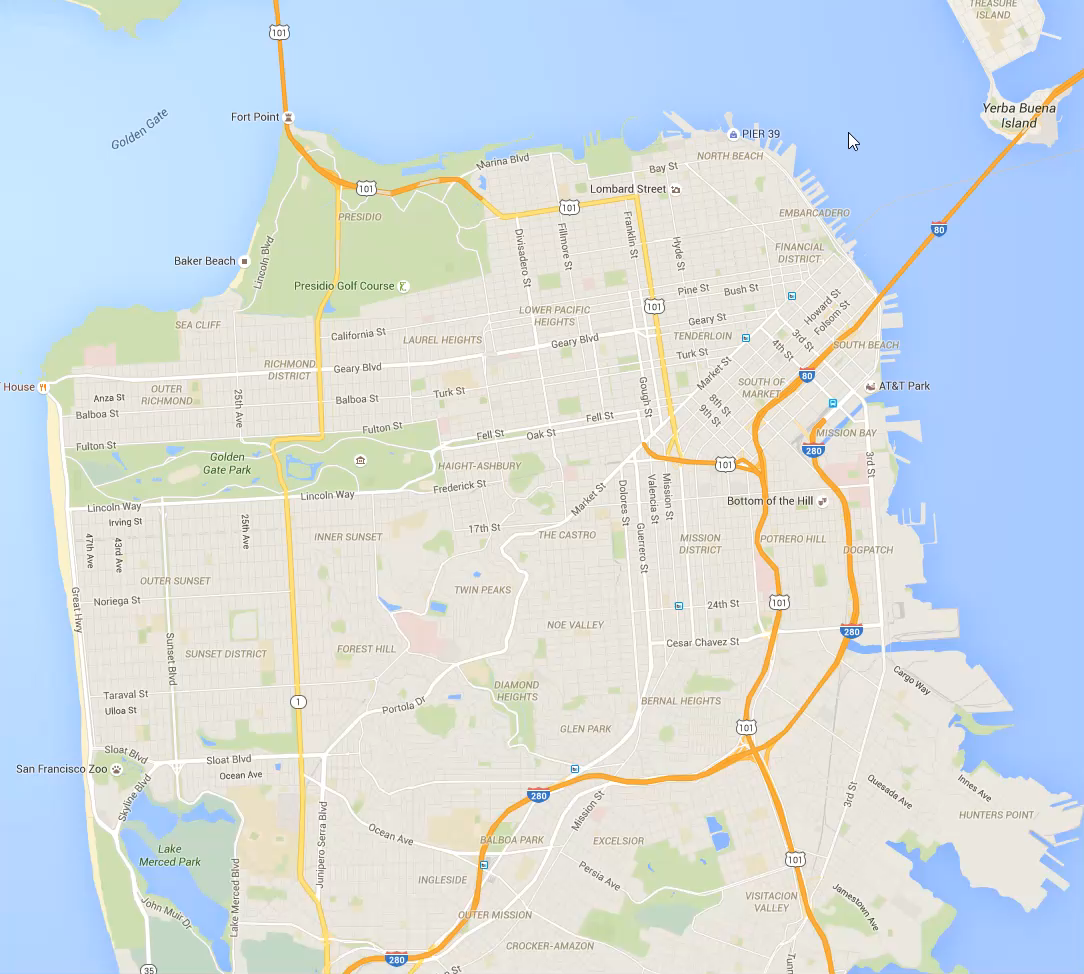 TREASURE
ISLAND
101
Yerba Buena
Island
Golden Gate
Fort Point
PIER 39
NORTH BEACH
Marina Blvd
Bay St
101
Lombard Street
101
PRESIDIO
EMBARCADERO
80
Divisadero St
Fillmore St
Franklin St
Hyde St
FINANCIAL
DISTRICT
Baker Beach
Lincoln Blvd
Presidio Golf Course
Pine St
Bush St
101
Howard St
Folsom St
SEA CLIFF
California St
LAUREL HEIGHTS
LOWER PACIFIC
HEIGHTS
Geary St
TENDERLOIN
3rd St
4th St
SOUTH BEACH
Geary Blvd
Geary Blvd
Turk St
Market St
RICHMOND
DISTRICT
80
House
OUTER
RICHMOND
Anza St
25th Ave
Balboa St
Balboa St
Turk St
Gough St
SOUTH OF
MARKET
AT&T Park
8th St
9th St
Fulton St
Fulton St
Fell St
Fell St
Oak St
MISSION BAY
280
Golden
Gate Park
HAIGHT-ASHBURY
101
3rd St
Lincoln Way
Lincoln Way
Frederick St
Market St
Dolores St
Valencia St
Mission St
Bottom of the Hill
Irving St
25th Ave
47th Ave
43rd Ave
INNER SUNSET
17th St
THE CASTRO
Guerrero St
MISSION
DISTRICT
POTRERO HILL
DOGPATCH
OUTER SUNSET
TWIN PEAKS
Noriega St
Great Hwy
24th St
101
NOE VALLEY
280
Sunset Blvd
SUNSET DISTRICT
FOREST HILL
Cesar Chavez St
Cargo Way
Taraval St
Ulloa St
1
Portola Dr
DIAMOND
HEIGHTS
BERNAL HEIGHTS
GLEN PARK
101
Sloat Blvd
Sloat Blvd
San Francisco Zoo
Ocean Ave
Skyline Blvd
280
Mission St
3rd St
Quesada Ave
Innes Ave
HUNTERS POINT
Junipero Serra Blvd
Ocean Ave
BALBOA PARK
EXCELSIOR
Lake
Merced Park
101
INGLESIDE
Persia Ave
Lake Merced Blvd
VISITACION
VALLEY
Jamestown Ave
John Muir Dr
OUTER MISSION
CROCKER-AMAZON
280
35